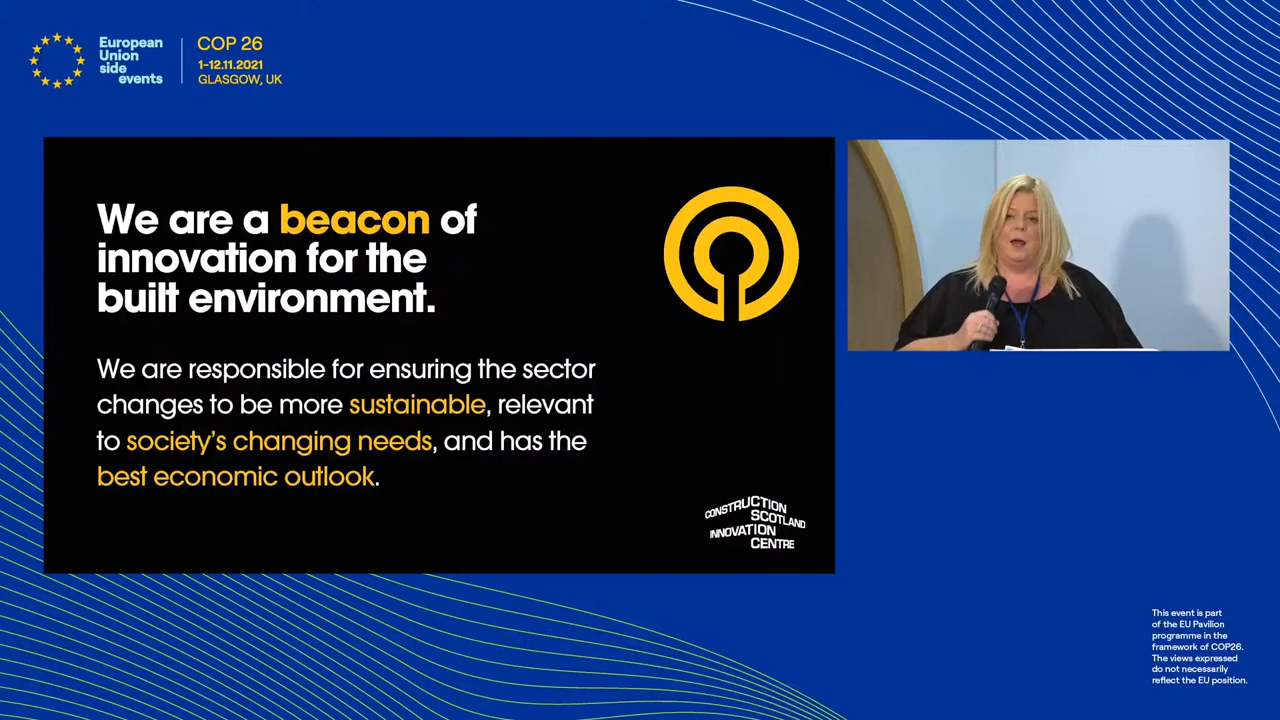 European
Union
side
events
COP 26
1-12.11.2021
GLASGOW, UK
We are a beacon of
innovation for the
built environment.
We are responsible for ensuring the sector
changes to be more sustainable, relevant
to society's changing needs, and has the
best economic outlook.
CONSTRUCTION
SCOTLAND
INNOVATION
CENTRE
This event is part
of the EU Pavilion
programme in the
framework of COP26.
The views expressed
do not necessarily
reflect the EU position.